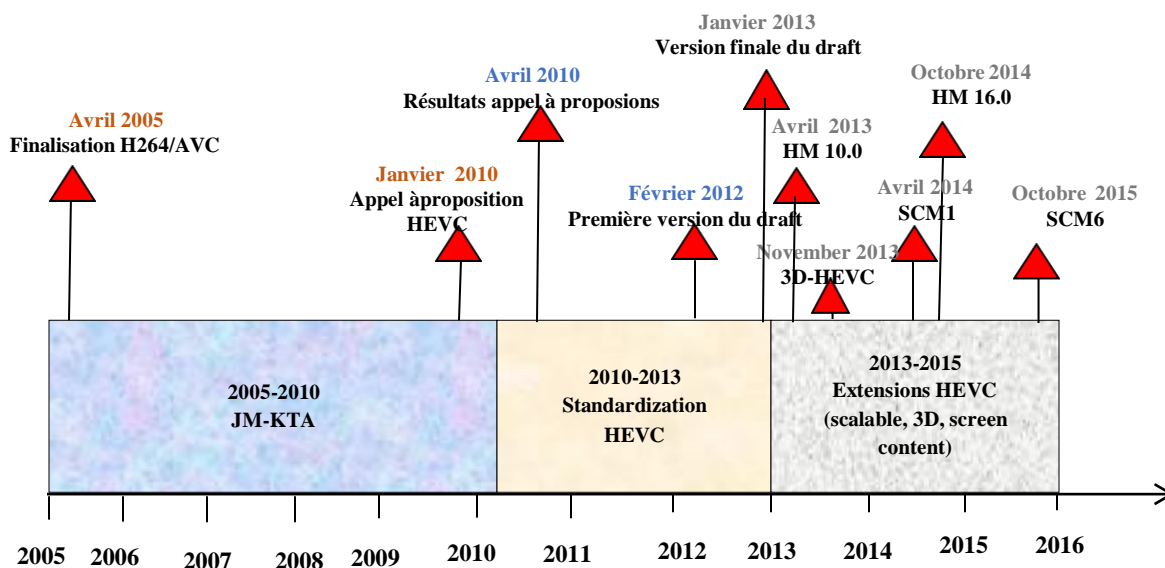 Janvier 2013
Version finale du draft
Avril 2010
Résultats appel à proposions
Octobre 2014
HM 16.0
Avril 2005
Finalisation H264/AVC
Avril  2013
HM 10.0
Janvier  2010
Appel àproposition
HEVC
Février 2012
Première version du draft
Avril 2014
SCM1
Octobre  2015
SCM6
November 2013
3D-HEVC
2005-2010
JM-KTA
2010-2013
Standardization
HEVC
2013-2015
Extensions HEVC
(scalable, 3D, screen
content)
2005 2006 2007 2008 2009 2010 2011 2012 2013 2014 2015 2016